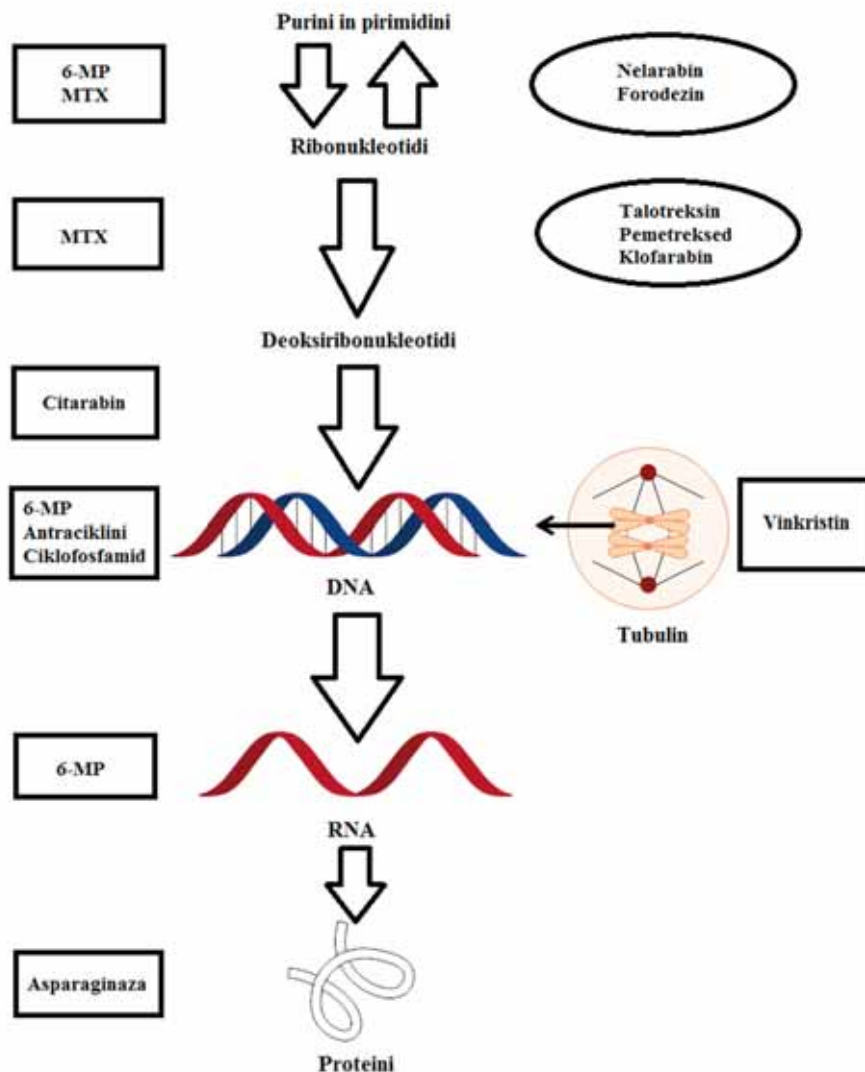 Purini in pirimidini
6-MP
MTX
Nelarabin
Forodezin
Ribonukleotidi
MTX
Talotreksin
Pemetreksed
Klofarabin
Deoksiribonukleotidi
Citarabin
6-MP
Antraciklini
Ciklofosfamid
Vinkristin
DNA
Tubulin
6-MP
RNA
Asparaginaza
Proteini